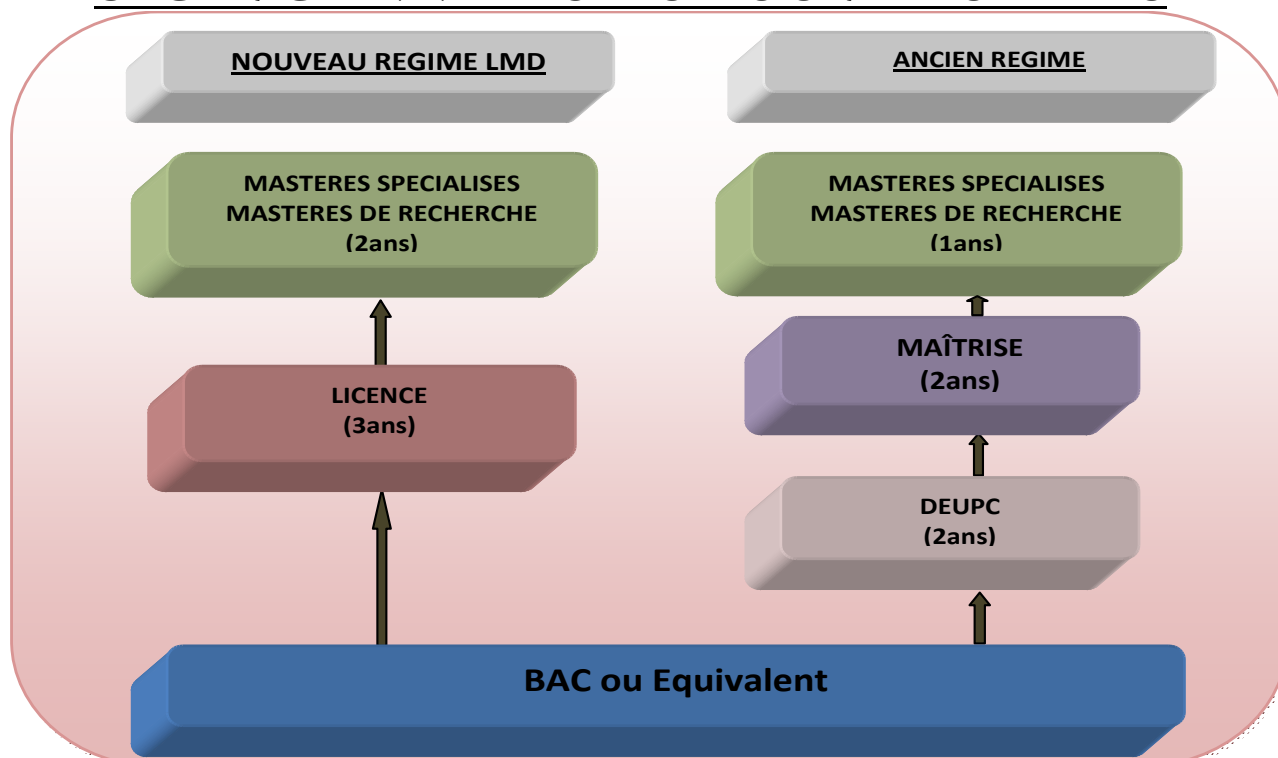 NOUVEAU REGIME LMD
ANCIEN REGIME
MASTERES SPECIALISES
MASTERES DE RECHERCHE
(2ans)
MASTERES SPECIALISES
MASTERES DE RECHERCHE
(1ans)
MAÎTRISE
(2ans)
LICENCE
(3ans)
DEUPC
(2ans)
BAC ou Equivalent